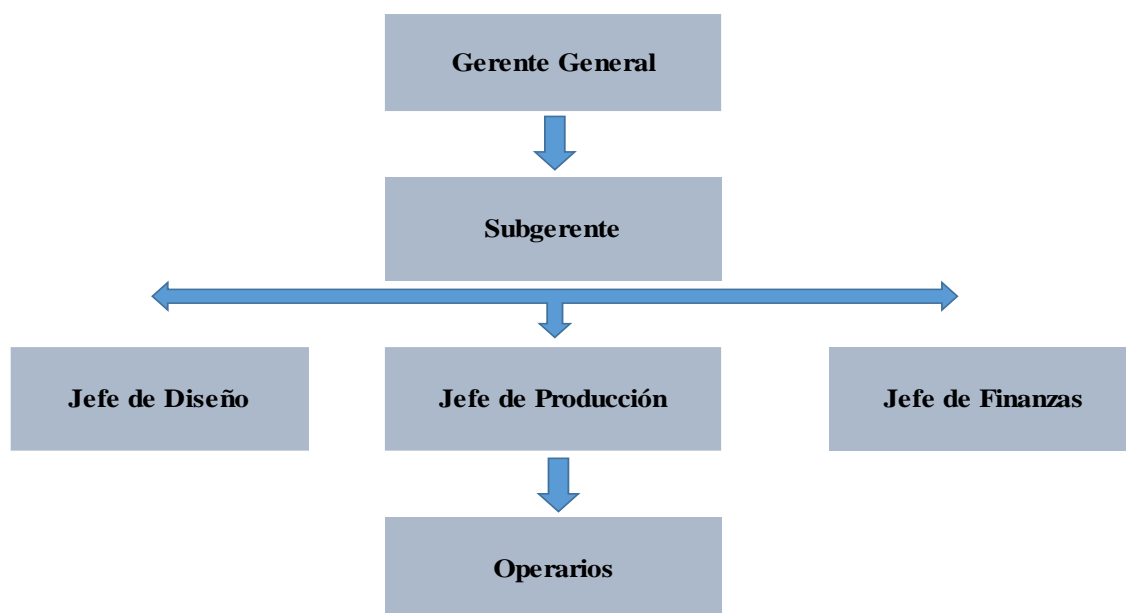 Gerente General
Subgerente
Jefe de Diseño
Jefe de Producción
Jefe de Finanzas
Operarios